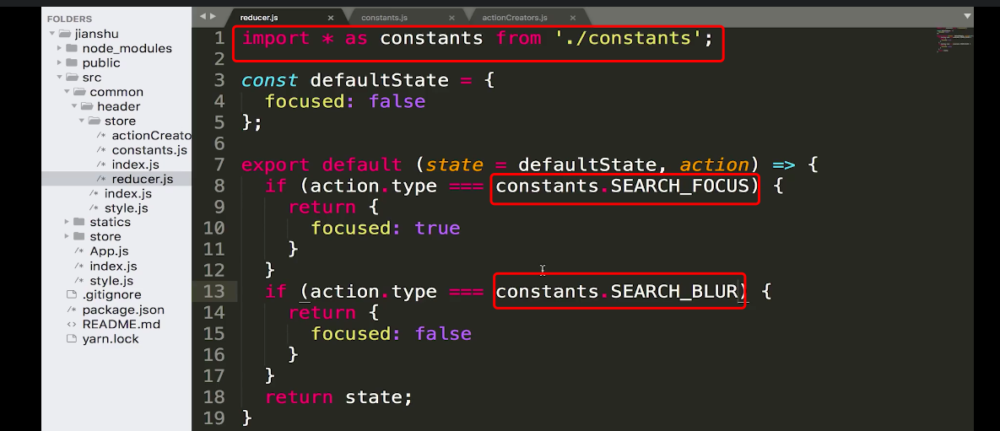 FOLDERS
jianshu
node_modules
public
src
common
header
store
/* actionCreato
/* constants.js
/* index.js
/* reducer.js
/* index.js
/* style.js
statics
store
/* App.js
/* index.js
/* style.js
.gitignore
/* package.json
<> README.md
yarn.lock
reducer.js ×
constants.js ×
actionCreators.js ×
1 import * as constants from './constants';
2
3 const defaultState = {
4 focused: false
5 };
6
7 export default (state = defaultState, action) => {
8 if (action.type === constants.SEARCH_FOCUS) {
9 return {
10 focused: true
11 }
12 }
13 if (action.type === constants.SEARCH_BLUR) {
14 return {
15 focused: false
16 }
17 }
18 return state;
19 }